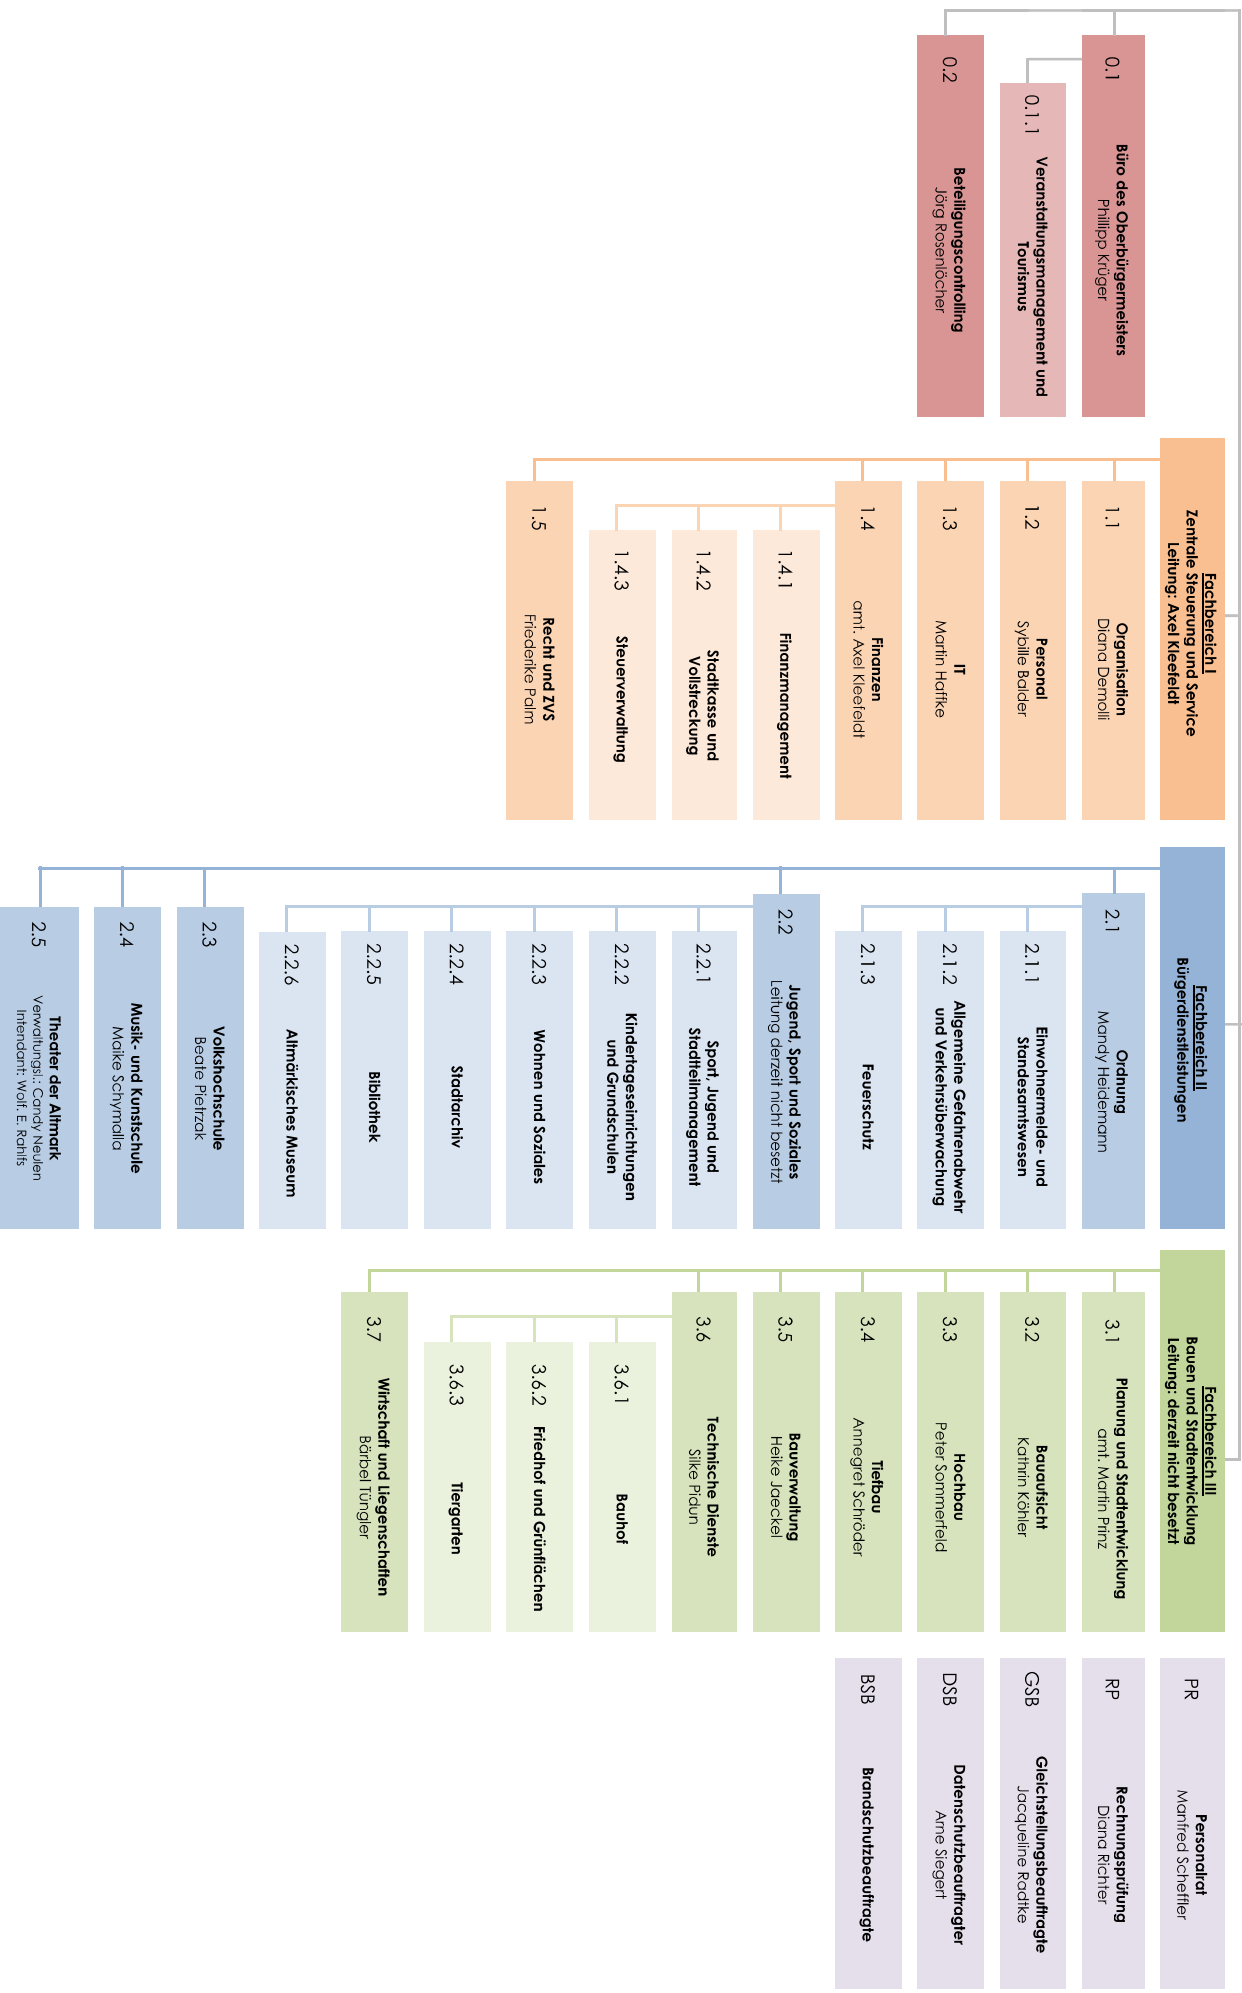 0.1
Büro des Oberbürgermeisters
Phillipp Krüger
0.1.1
Veranstaltungsmanagement und
Tourismus
0.2
Beteiligungscontrolling
Jörg Rosenlöcher
Fachbereich I
Zentrale Steuerung und Service
Leitung: Axel Kleefeldt
1.1
Organisation
Diana Demolli
1.2
Personal
Sybille Balder
1.3
IT
Martin Haffke
1.4
Finanzen
amt. Axel Kleefeldt
1.4.1
Finanzmanagement
1.4.2
Stadtkasse und
Vollstreckung
1.4.3
Steuerverwaltung
1.5
Recht und ZVS
Friederike Palm
Fachbereich II
Bürgerdienstleistungen
2.1
Ordnung
Mandy Heidemann
2.1.1
Einwohnermelde- und
Standesamtswesen
2.1.2
Allgemeine Gefahrenabwehr
und Verkehrsüberwachung
2.1.3
Feuerschutz
2.2
Jugend, Sport und Soziales
Leitung derzeit nicht besetzt
2.2.1
Sport, Jugend und
Stadtteilmanagement
2.2.2
Kindertageseinrichtungen
und Grundschulen
2.2.3
Wohnen und Soziales
2.2.4
Stadtarchiv
2.2.5
Bibliothek
2.2.6
Altmärkisches Museum
2.3
Volkshochschule
Beate Pietrzak
2.4
Musik- und Kunstschule
Maike Schymalla
2.5
Theater der Altmark
Verwaltungsl.: Candy Neulen
Intendant: Wolf. E. Rahlfs
Fachbereich III
Bauen und Stadtentwicklung
Leitung: derzeit nicht besetzt
3.1
Planung und Stadtentwicklung
amt. Martin Prinz
3.2
Bauaufsicht
Kathrin Köhler
3.3
Hochbau
Peter Sommerfeld
3.4
Tiefbau
Annegret Schröder
3.5
Bauverwaltung
Heike Jaeckel
3.6
Technische Dienste
Silke Pidun
3.6.1
Bauhof
3.6.2
Friedhof und Grünflächen
3.6.3
Tiergarten
3.7
Wirtschaft und Liegenschaften
Bärbel Tüngler
PR
Personalrat
Manfred Scheffler
RP
Rechnungsprüfung
Diana Richter
GSB
Gleichstellungsbeauftragte
Jacqueline Radtke
DSB
Datenschutzbeauftragter
Arne Siegert
BSB
Brandschutzbeauftragte